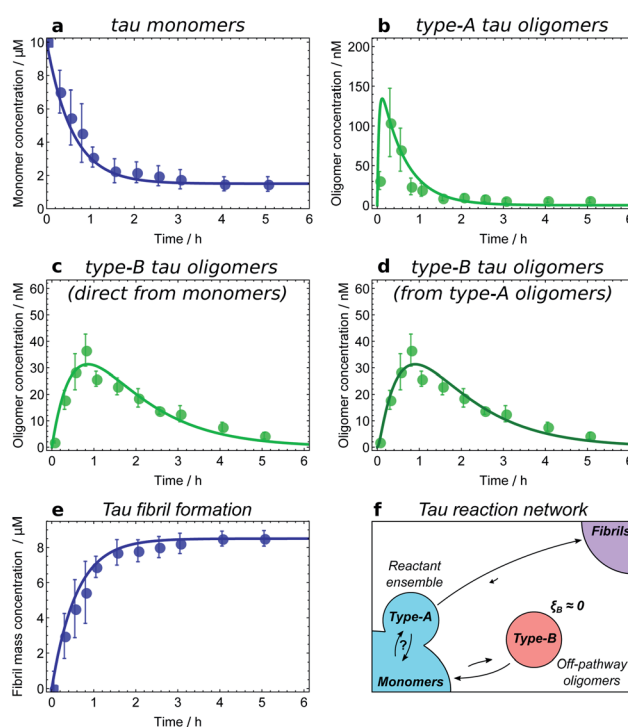 a
tau monomers
Monomer concentration / µM
10
8
6
4
2
0
0 1 2 3 4 5 6
Time / h
b
type-A tau oligomers
Oligomer concentration / nM
200
150
100
50
0
0 1 2 3 4 5 6
Time / h
c
type-B tau oligomers
(direct from monomers)
Oligomer concentration / nM
60
50
40
30
20
10
0
0 1 2 3 4 5 6
Time / h
d
type-B tau oligomers
(from type-A oligomers)
Oligomer concentration / nM
60
50
40
30
20
10
0
0 1 2 3 4 5 6
Time / h
e
Tau fibril formation
Fibril mass concentration / µM
8
6
4
2
0
0 1 2 3 4 5 6
Time / h
f
Tau reaction network
Fibrils
Reactant
ensemble
Type-A
ξB ≈ 0
?
Type-B
Monomers
Off-pathway
oligomers